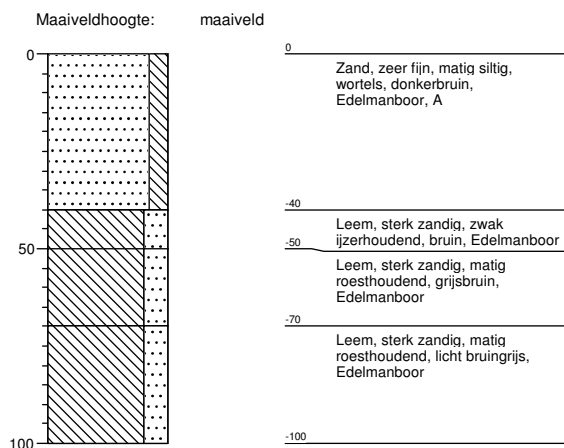 Maaiveldhoogte: maaiveld
0
0
Zand, zeer fijn, matig siltig,
wortels, donkerbruin,
Edelmanboor, A
-40
Leem, sterk zandig, zwak
ijzerhoudend, bruin, Edelmanboor
50
-50
Leem, sterk zandig, matig
roesthoudend, grijsbruin,
Edelmanboor
-70
Leem, sterk zandig, matig
roesthoudend, licht bruingrijs,
Edelmanboor
100
-100